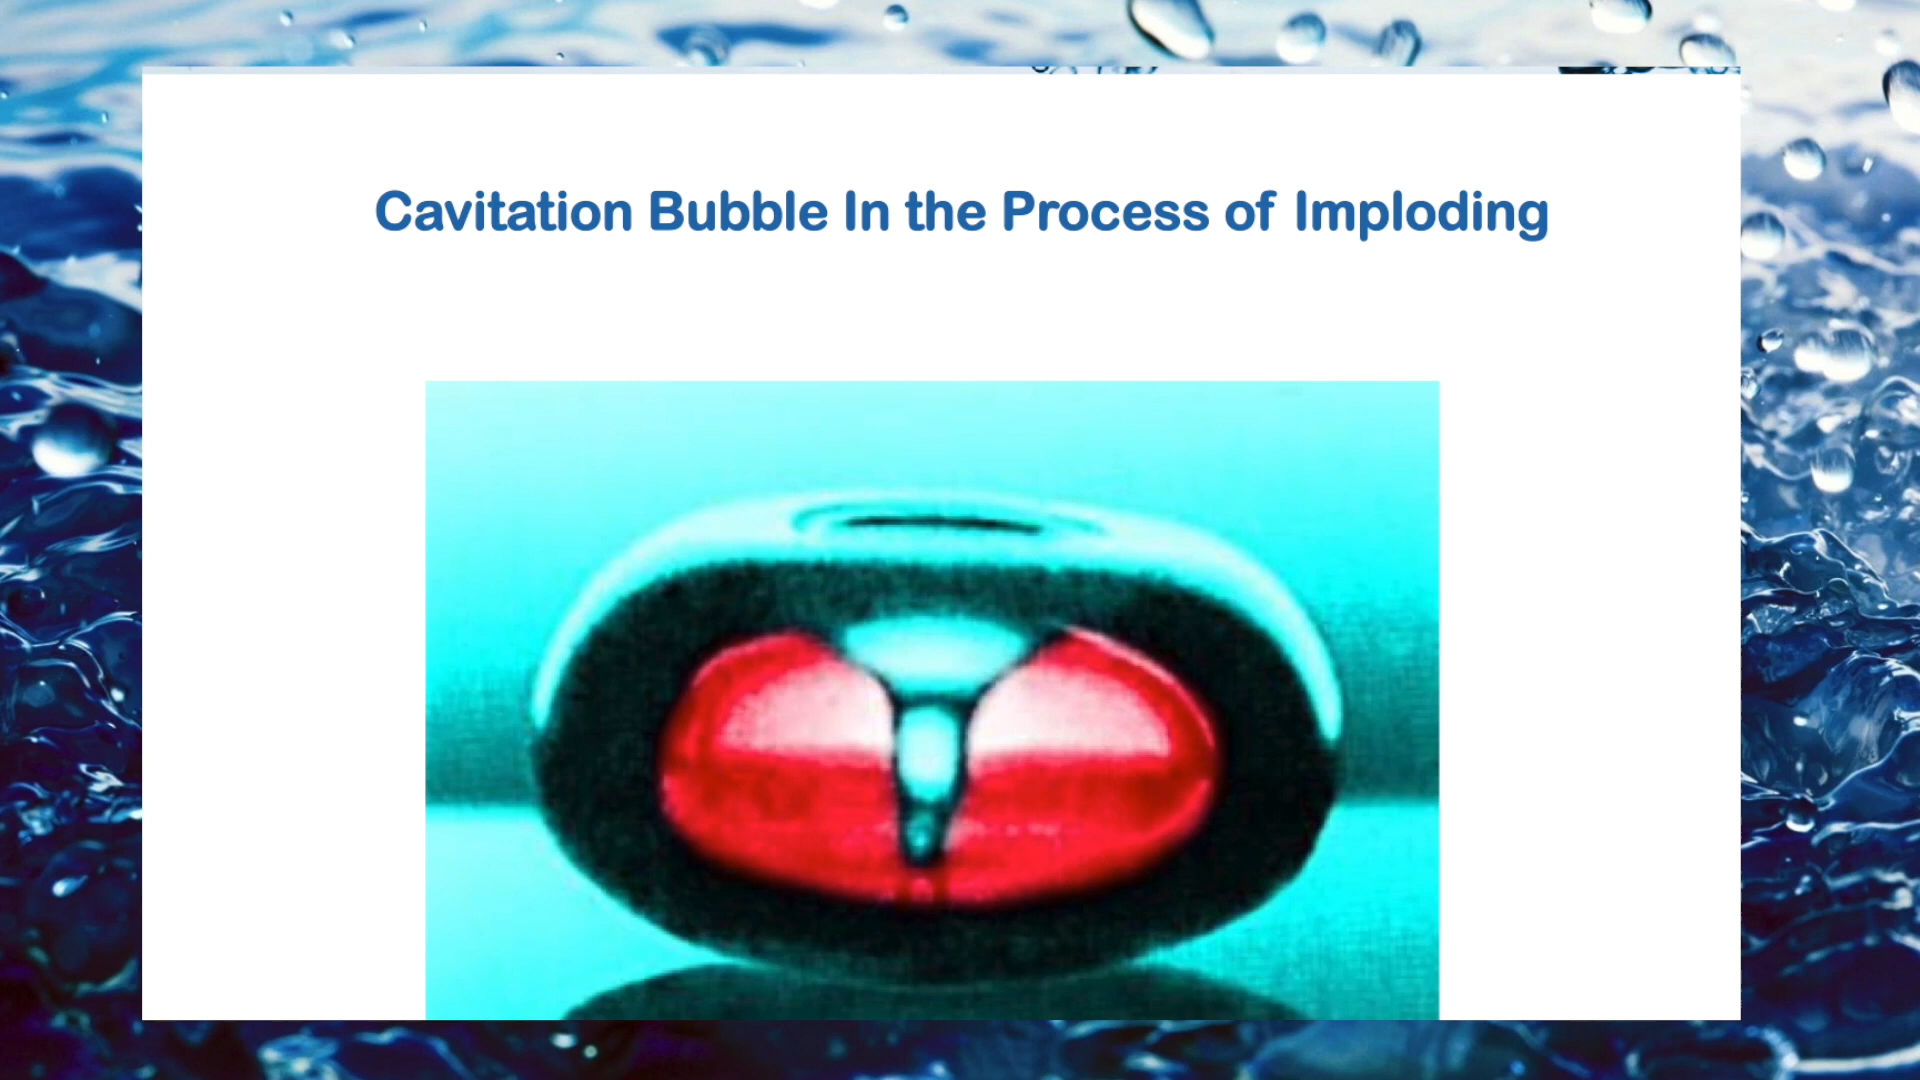 Cavitation Bubble In the Process of Imploding